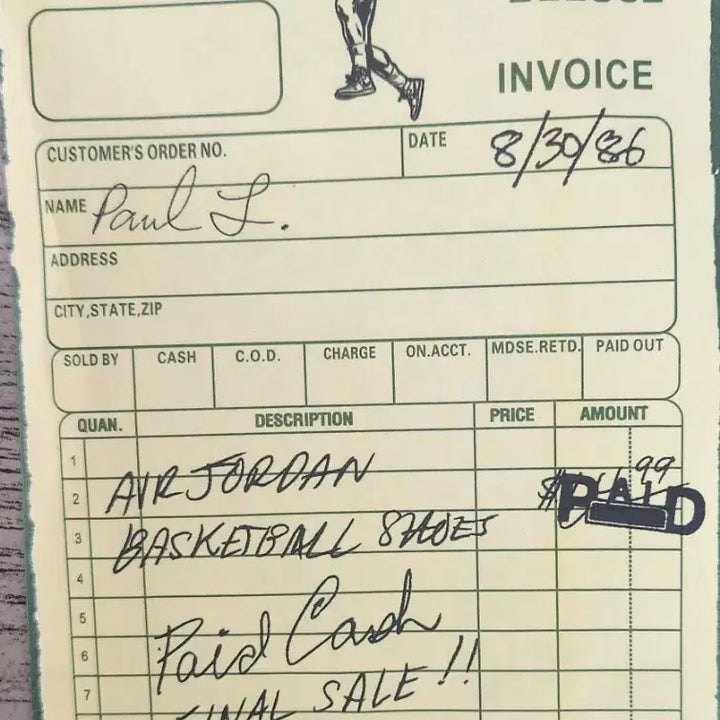 INVOICE
CUSTOMER'S ORDER NO. DATE 8/30/86
NAME Paul L.
ADDRESS
CITY,STATE,ZIP
SOLD BY CASH C.O.D. CHARGE ON.ACCT. MDSE.RETD. PAID OUT
QUAN. DESCRIPTION PRICE AMOUNT
1
2 AIR JORDAN PAID
3 BASKETBALL SHOES
4
5
6 Paid Cash
7 FINAL SALE!!